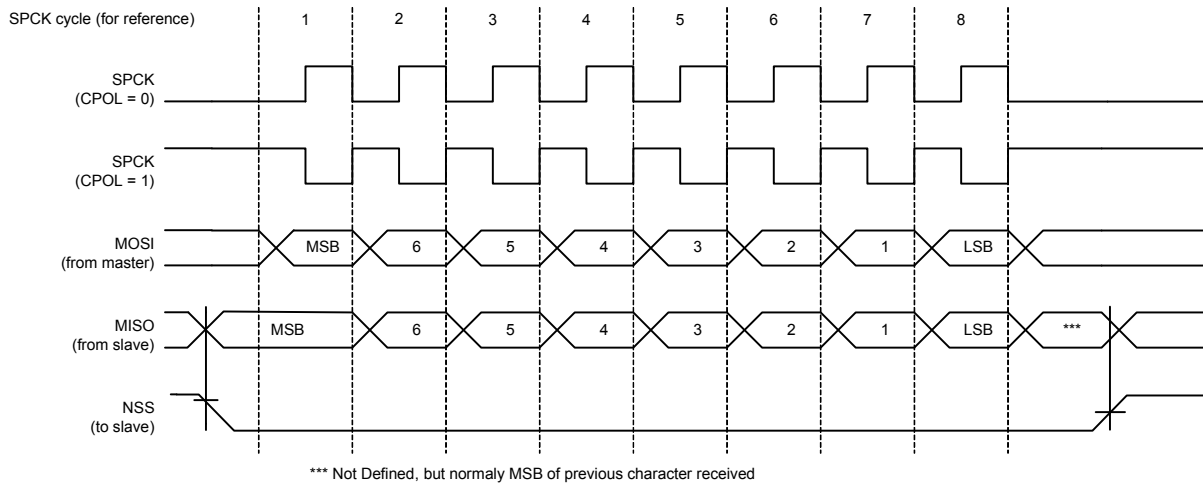 SPCK cycle (for reference) 1 2 3 4 5 6 7 8
SPCK
(CPOL = 0)
SPCK
(CPOL = 1)
MOSI
(from master)
MSB 6 5 4 3 2 1 LSB
MISO
(from slave)
MSB 6 5 4 3 2 1 LSB ***
NSS
(to slave)
*** Not Defined, but normaly MSB of previous character received